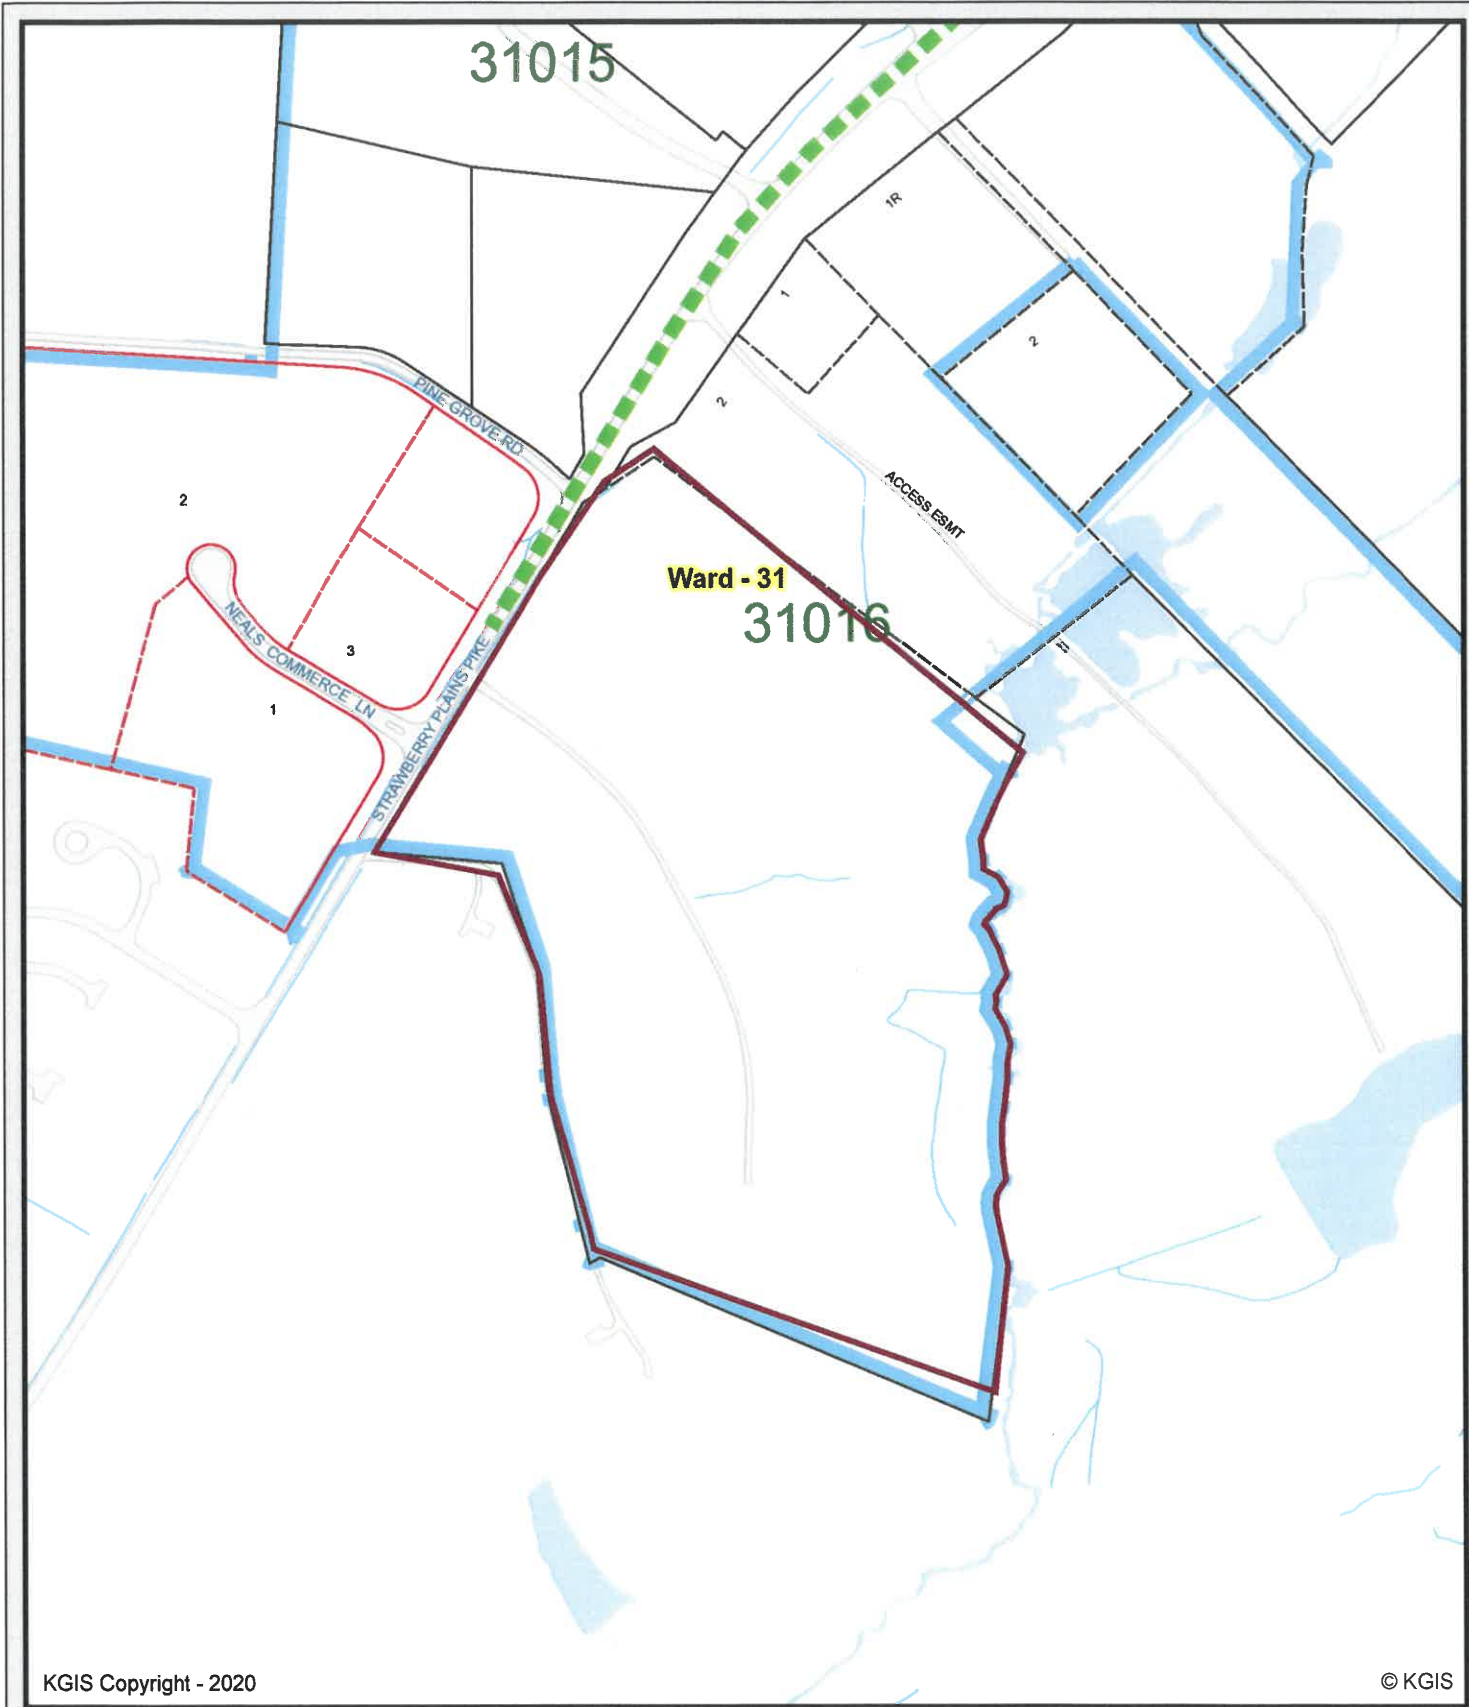 31015
1R
1
2
2
PINE GROVE RD
2
ACCESS ESMT
Ward - 31
31016
NEALS COMMERCE LN
3
STRAWBERRY PLAINS PIKE
1
KGIS Copyright - 2020
© KGIS